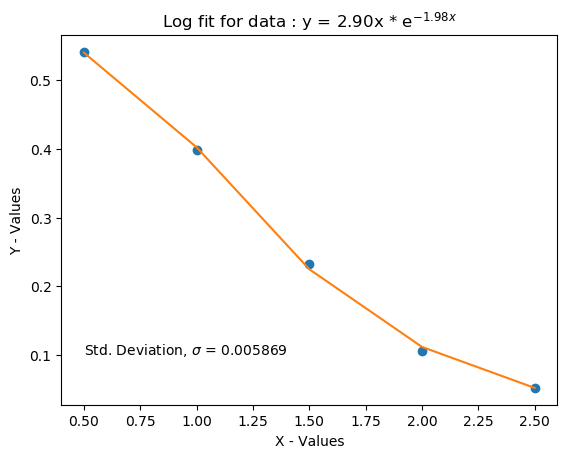 Log fit for data : y = 2.90x * e^{-1.98x}
Y - Values
0.5
0.4
0.3
0.2
0.1
Std. Deviation, σ = 0.005869
0.50 0.75 1.00 1.25 1.50 1.75 2.00 2.25 2.50
X - Values